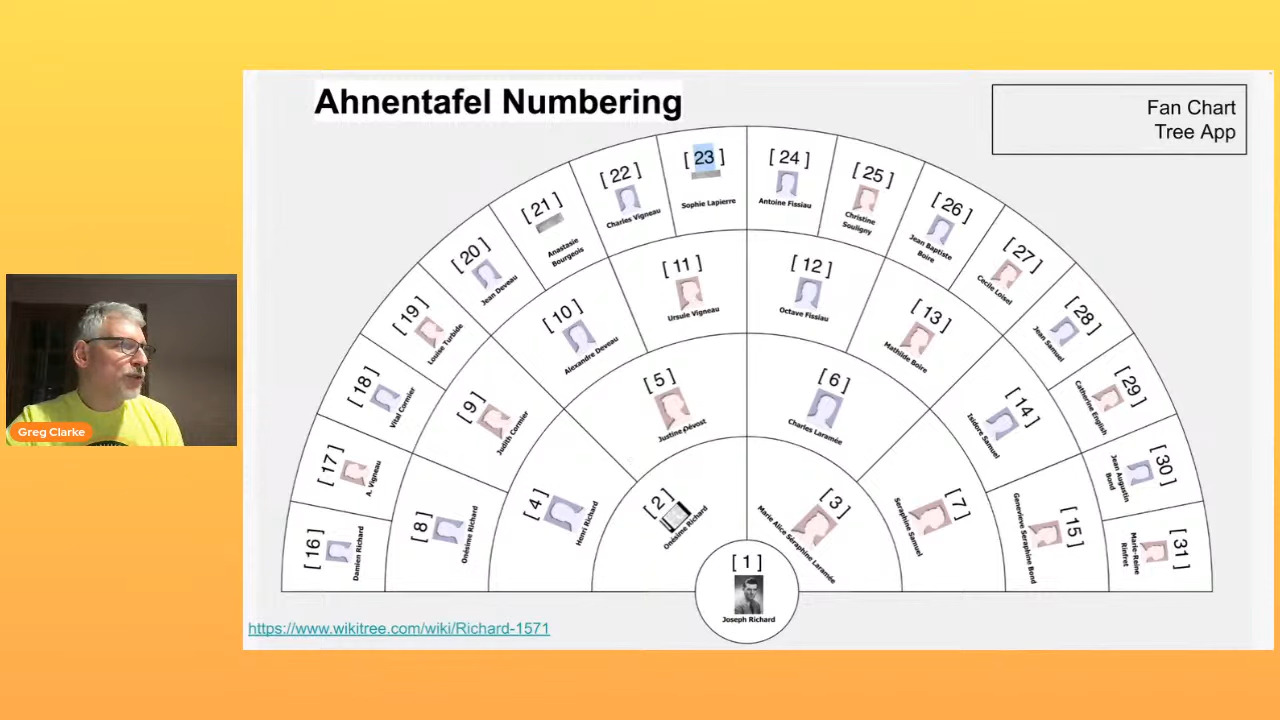 Ahnentafel Numbering
Fan Chart
Tree App
[ 16 ]
Damien Richard
[ 17 ]
A. Vigneau
[ 18 ]
Vital Cormier
[ 19 ]
Louise Turbide
[ 20 ]
Jean Deveau
[ 21 ]
Anastasie
Bourgeois
[ 22 ]
Charles Vigneau
[ 23 ]
Sophie Lapierre
[ 24 ]
Antoine Fissiau
[ 25 ]
Christine
Souligny
[ 26 ]
Jean Baptiste
Boire
[ 27 ]
Cecile Loisel
[ 28 ]
Jean Samuel
[ 29 ]
Catherine English
[ 30 ]
Jean Augustin
Bond
[ 31 ]
Marie-Reine
Rinfret
[ 8 ]
Onésime Richard
[ 9 ]
Judith Cormier
[ 10 ]
Alexandre Deveau
[ 11 ]
Ursule Vigneau
[ 12 ]
Octave Fissiau
[ 13 ]
Mathilde Boire
[ 14 ]
Isidore Samuel
[ 15 ]
Genevieve Seraphine Bond
[ 4 ]
Henri Richard
[ 5 ]
Justine Dévost
[ 6 ]
Charles Laramée
[ 7 ]
Seraphine Samuel
[ 2 ]
Onésime Richard
[ 3 ]
Marie Alice Séraphine Laramée
[ 1 ]
Joseph Richard
Greg Clarke
https://www.wikitree.com/wiki/Richard-1571